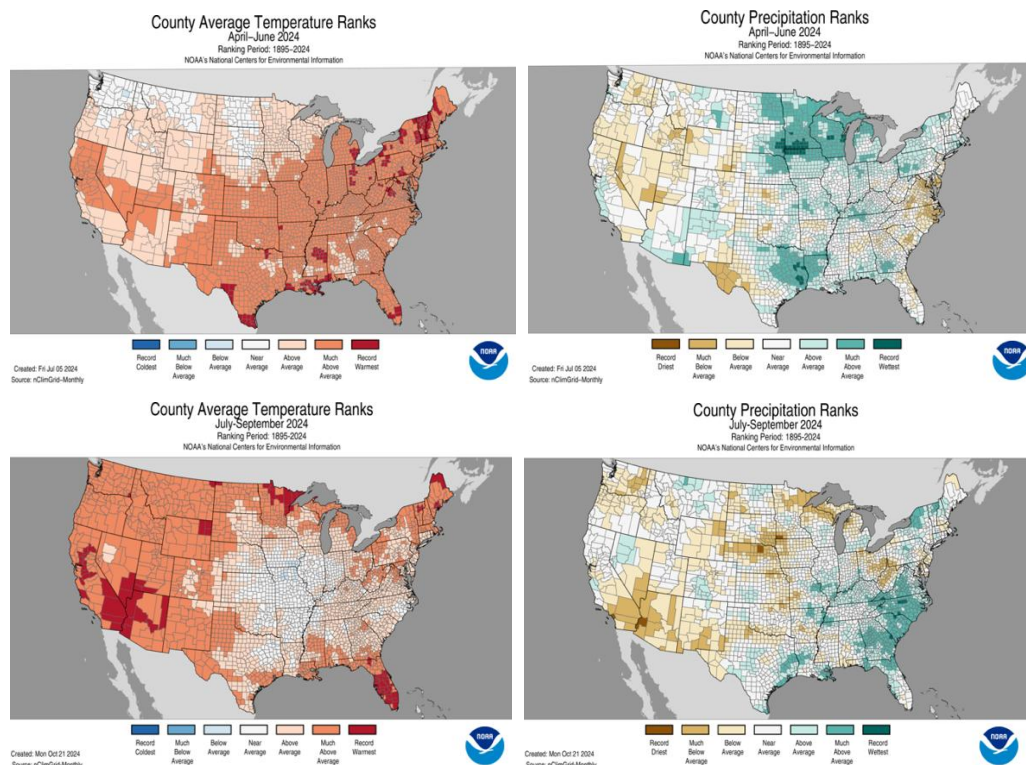 County Average Temperature Ranks
April–June 2024
Ranking Period: 1895–2024
NOAA's National Centers for Environmental Information
Record Coldest
Much Below Average
Below Average
Near Average
Above Average
Much Above Average
Record Warmest
Created: Fri Jul 05 2024
Source: nClimGrid–Monthly
NOAA
County Precipitation Ranks
April–June 2024
Ranking Period: 1895–2024
NOAA's National Centers for Environmental Information
Record Driest
Much Below Average
Below Average
Near Average
Above Average
Much Above Average
Record Wettest
Created: Fri Jul 05 2024
Source: nClimGrid–Monthly
NOAA
County Average Temperature Ranks
July-September 2024
Ranking Period: 1895-2024
NOAA's National Centers for Environmental Information
Record Coldest
Much Below Average
Below Average
Near Average
Above Average
Much Above Average
Record Warmest
Created: Mon Oct 21 2024
Source: nClimGrid-Monthly
NOAA
County Precipitation Ranks
July-September 2024
Ranking Period: 1895-2024
NOAA's National Centers for Environmental Information
Record Driest
Much Below Average
Below Average
Near Average
Above Average
Much Above Average
Record Wettest
Created: Mon Oct 21 2024
Source: nClimGrid-Monthly
NOAA